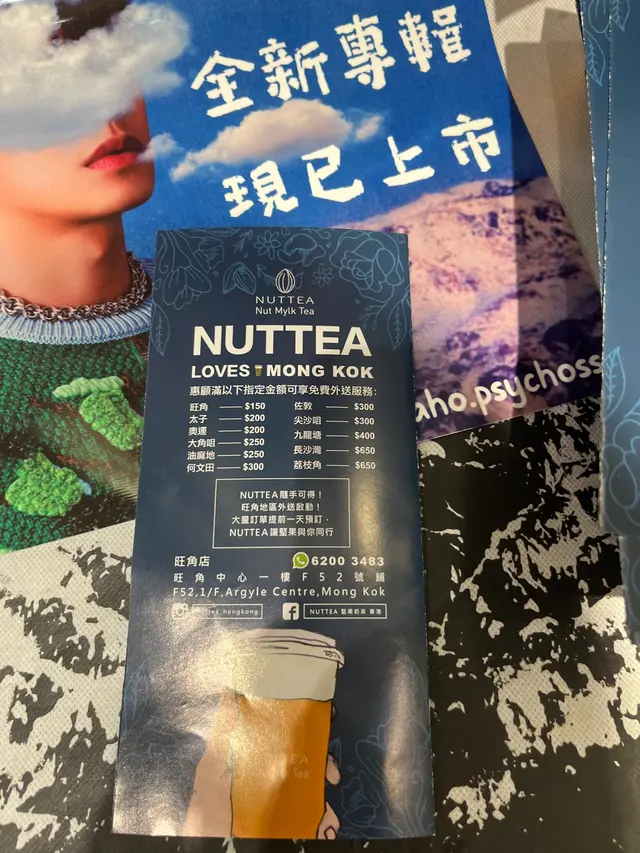 全新專輯
現已上市
aho.psychoss
NUTTEA
Nut Mylk Tea
NUTTEA
LOVES MONG KOK
惠顧滿以下指定金額可享免費外送服務：
旺角 —— $150
太子 —— $200
奧運 —— $200
大角咀 —— $250
油麻地 —— $250
何文田 —— $300
佐敦 —— $300
尖沙咀 —— $300
九龍塘 —— $400
長沙灣 —— $650
荔枝角 —— $650
NUTTEA隨手可得！
旺角地區外送啟動！
大量訂單提前一天預訂，
NUTTEA讓堅果與你同行
旺角店 6200 3483
旺角中心一樓F52號鋪
F52,1/F,Argyle Centre,Mong Kok
nuttea_hongkong NUTTEA 堅果奶茶 香港
NUTTEA
Tea